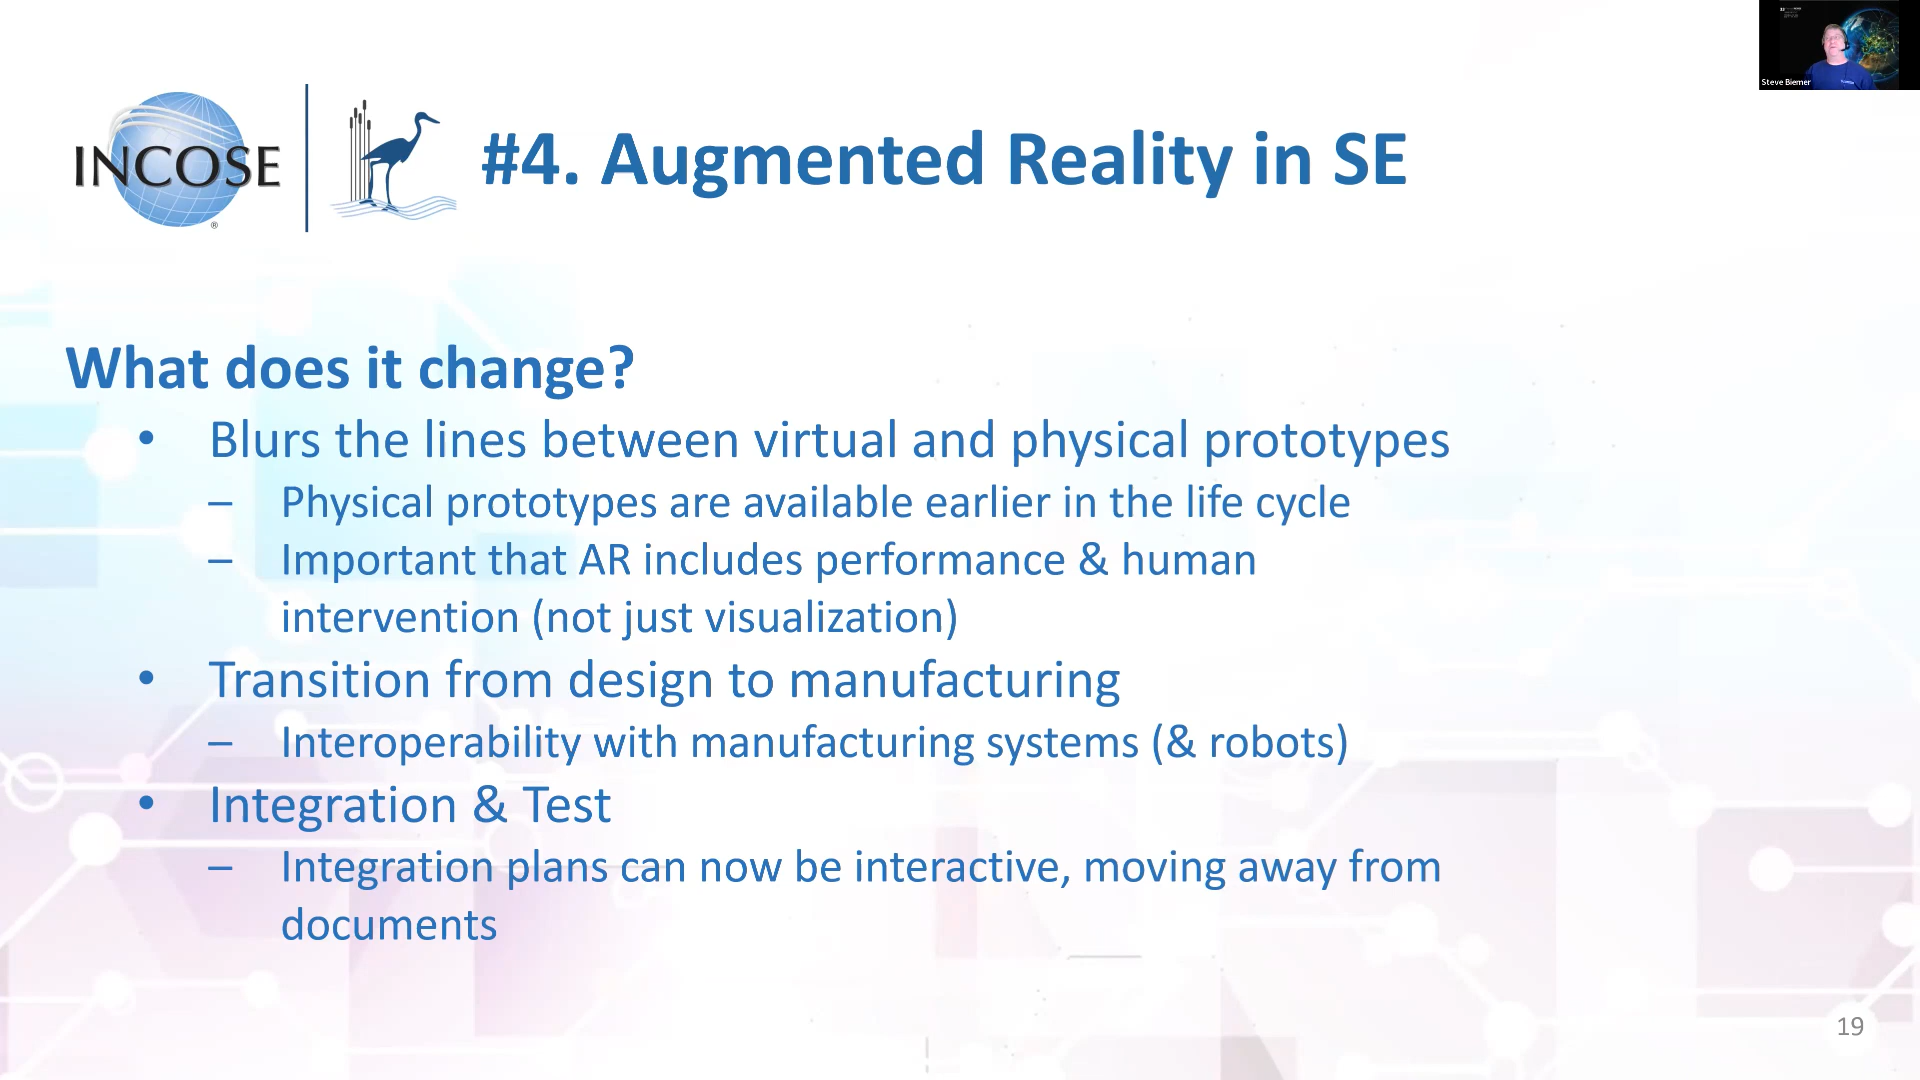 Steve Biemer
INCOSE
®
#4. Augmented Reality in SE
What does it change?
• Blurs the lines between virtual and physical prototypes
– Physical prototypes are available earlier in the life cycle
– Important that AR includes performance & human
intervention (not just visualization)
• Transition from design to manufacturing
– Interoperability with manufacturing systems (& robots)
• Integration & Test
– Integration plans can now be interactive, moving away from
documents
19